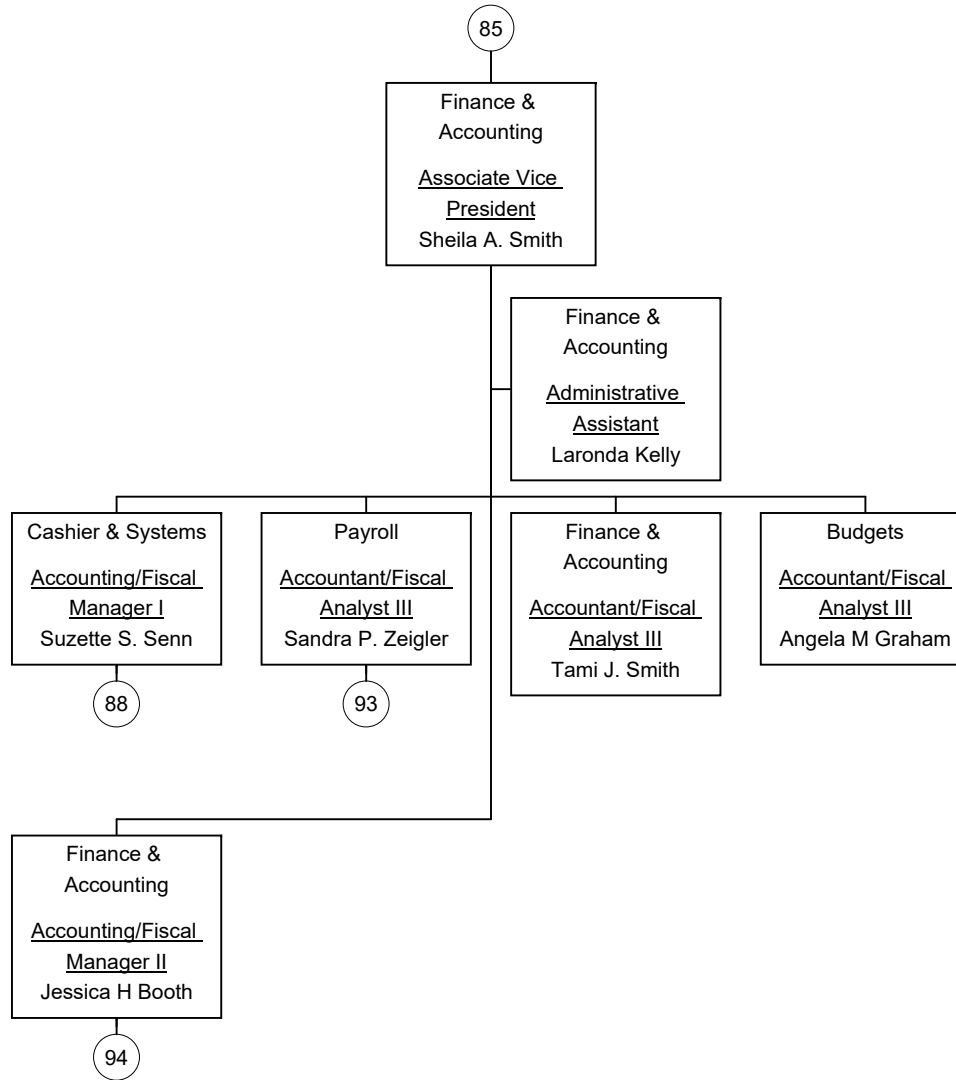 85
Finance &
Accounting
Associate Vice
President
Sheila A. Smith
Finance &
Accounting
Administrative
Assistant
Laronda Kelly
Cashier & Systems
Accounting/Fiscal
Manager I
Suzette S. Senn
88
Payroll
Accountant/Fiscal
Analyst III
Sandra P. Zeigler
93
Finance &
Accounting
Accountant/Fiscal
Analyst III
Tami J. Smith
Budgets
Accountant/Fiscal
Analyst III
Angela M Graham
Finance &
Accounting
Accounting/Fiscal
Manager II
Jessica H Booth
94